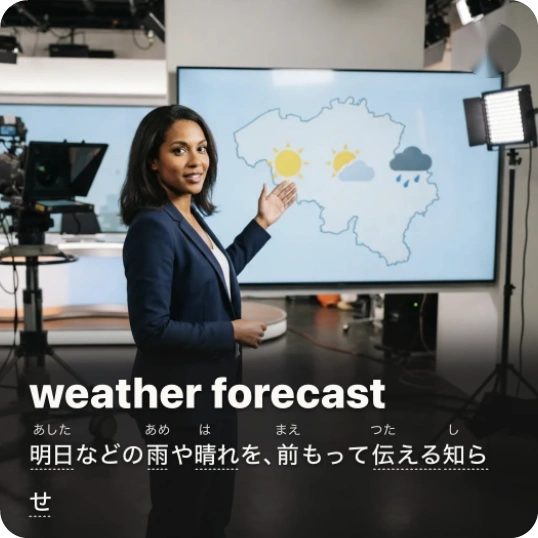 weather forecast
あした あめ は まえ つた し
明日などの雨や晴れを、前もって伝える知ら
せ